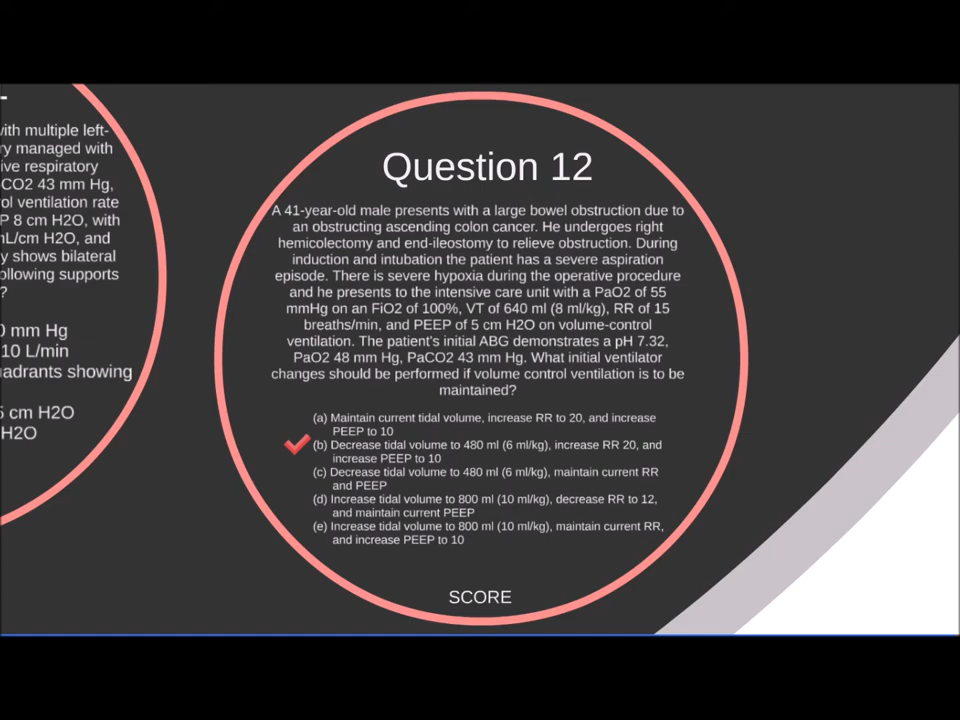 -
with multiple left-
ry managed with
ive respiratory
CO2 43 mm Hg,
ol ventilation rate
P 8 cm H2O, with
nL/cm H2O, and
y shows bilateral
ollowing supports
?
0 mm Hg
10 L/min
uadrants showing
5 cm H2O
H2O
Question 12
A 41-year-old male presents with a large bowel obstruction due to
an obstructing ascending colon cancer. He undergoes right
hemicolectomy and end-ileostomy to relieve obstruction. During
induction and intubation the patient has a severe aspiration
episode. There is severe hypoxia during the operative procedure
and he presents to the intensive care unit with a PaO2 of 55
mmHg on an FiO2 of 100%, VT of 640 ml (8 ml/kg), RR of 15
breaths/min, and PEEP of 5 cm H2O on volume-control
ventilation. The patient's initial ABG demonstrates a pH 7.32,
PaO2 48 mm Hg, PaCO2 43 mm Hg. What initial ventilator
changes should be performed if volume control ventilation is to be
maintained?
(a) Maintain current tidal volume, increase RR to 20, and increase
PEEP to 10
(b) Decrease tidal volume to 480 ml (6 ml/kg), increase RR 20, and
increase PEEP to 10
(c) Decrease tidal volume to 480 ml (6 ml/kg), maintain current RR
and PEEP
(d) Increase tidal volume to 800 ml (10 ml/kg), decrease RR to 12,
and maintain current PEEP
(e) Increase tidal volume to 800 ml (10 ml/kg), maintain current RR,
and increase PEEP to 10
SCORE